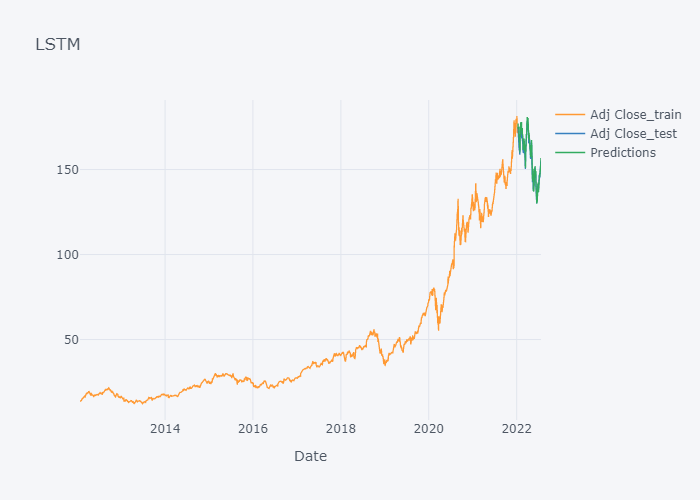 LSTM
Adj Close_train
Adj Close_test
Predictions
150
100
50
2014 2016 2018 2020 2022
Date